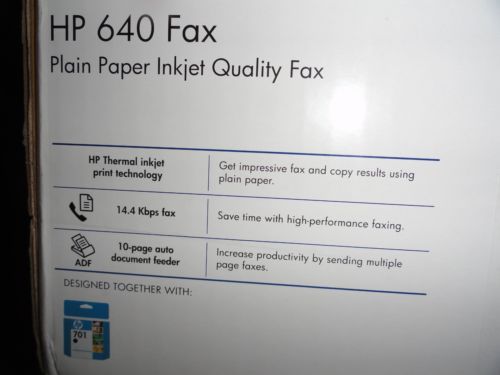 HP 640 Fax
Plain Paper Inkjet Quality Fax
HP Thermal inkjet
print technology
Get impressive fax and copy results using
plain paper.
14.4 Kbps fax
Save time with high-performance faxing.
ADF
10-page auto
document feeder
Increase productivity by sending multiple
page faxes.
DESIGNED TOGETHER WITH:
hp
701